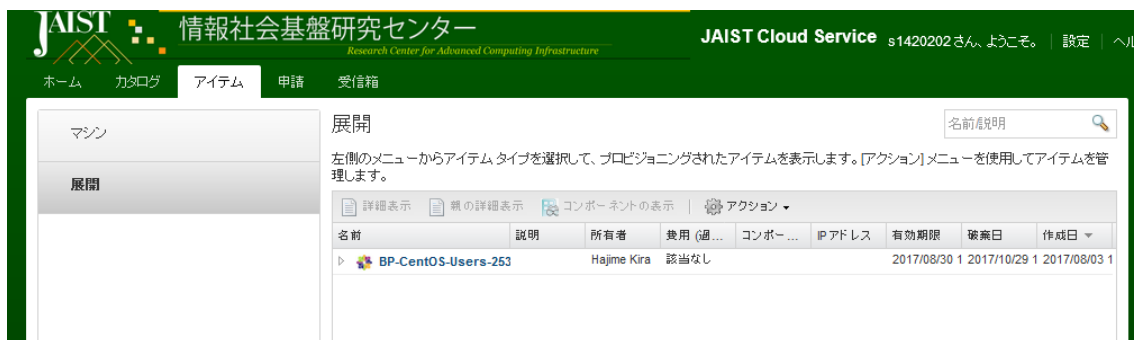 JAIST 情報社会基盤研究センター
Research Center for Advanced Computing Infrastructure
JAIST Cloud Service s1420202さん、ようこそ。 | 設定 |
ホーム カタログ アイテム 申請 受信箱
マシン
展開
展開
名前/説明
左側のメニューからアイテム タイプを選択して、プロビジョニングされたアイテムを表示します。[アクション] メニューを使用してアイテムを管
理します。
詳細表示 親の詳細表示 コンポーネントの表示 | アクション
名前 説明 所有者 費用 (過... コンポー... IP アドレス 有効期限 破棄日 作成日
BP-CentOS-Users-253 Hajime Kira 該当なし 2017/08/30 1 2017/10/29 1 2017/08/03 1